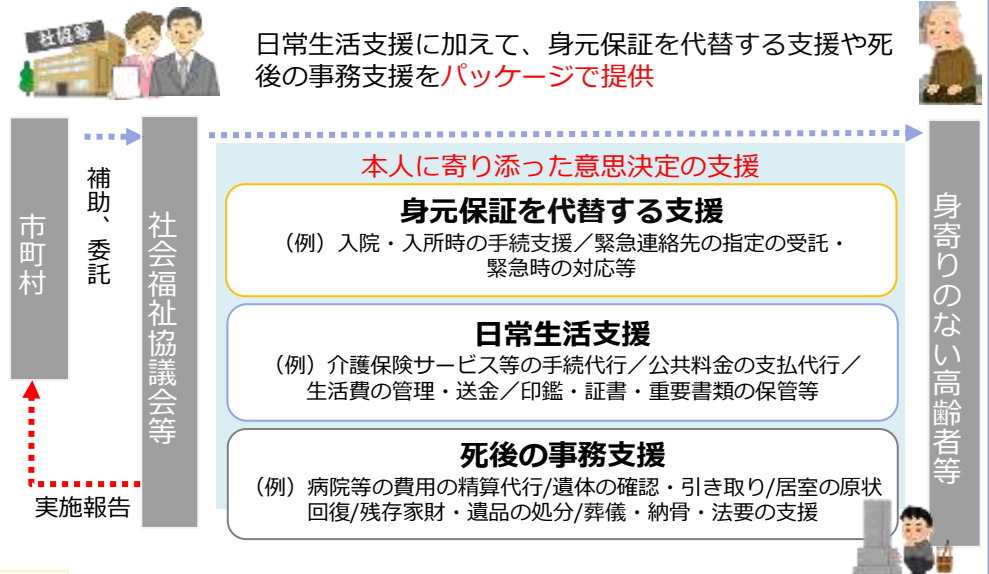 社協等
日常生活支援に加えて、身元保証を代替する支援や死
後の事務支援をパッケージで提供
市町村
補助、委託
社会福祉協議会等
本人に寄り添った意思決定の支援
身元保証を代替する支援
（例）入院・入所時の手続支援／緊急連絡先の指定の受託・
緊急時の対応等
日常生活支援
（例）介護保険サービス等の手続代行／公共料金の支払代行／
生活費の管理・送金／印鑑・証書・重要書類の保管等
死後の事務支援
（例）病院等の費用の精算代行/遺体の確認・引き取り/居室の原状
回復/残存家財・遺品の処分/葬儀・納骨・法要の支援
身寄りのない高齢者等
実施報告